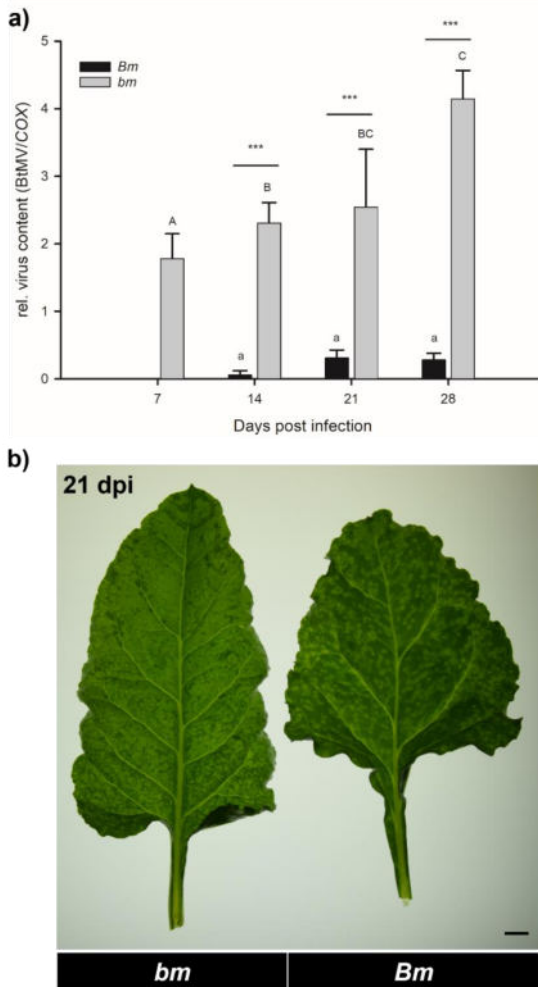 a)
5
4
3
2
1
0
rel. virus content (BtMV/COX)
Bm
bm
A
***
B
a
***
BC
a
***
C
a
7 14 21 28
Days post infection
b)
21 dpi
bm Bm